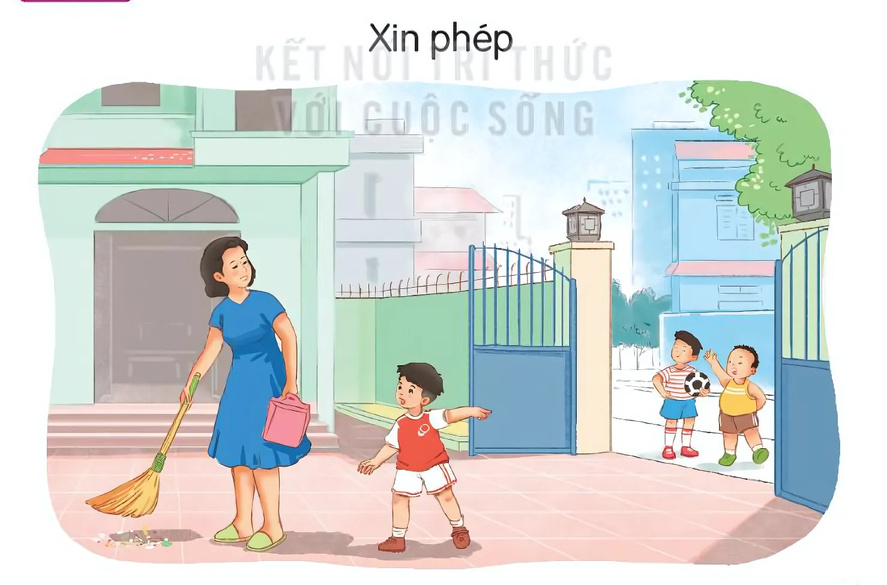 Xin phép
KẾT NỐI TRI THỨC
VỚI CUỘC SỐNG